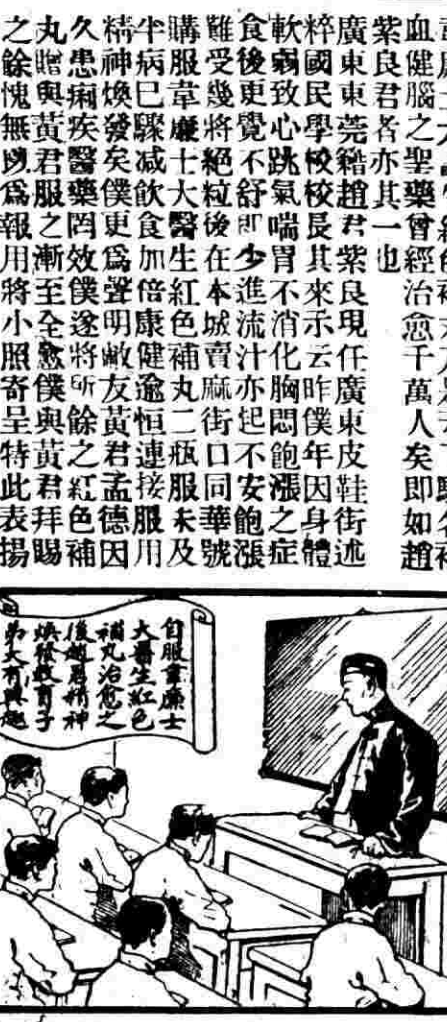 血健腦之聖藥曾經治愈千萬人矣即如趙
紫良君者亦其一也
廣東東莞籍趙君紫良現任廣東皮鞋街述
粹國民學校校長其來示云昨僕年因身體
軟弱致心跳氣喘胃不消化胸悶飽漲之症
食後更覺不舒即少進流汁亦起不安飽漲
難受幾將絕粒後在本城賣麻街口同華號
購服韋廉士大醫生紅色補丸二瓶服未及
半病已驟减飲食加倍康健逾恒連接服用
精神煥發矣僕更爲聲明敝友黃君孟德因
久患痢疾醫藥罔效僕遂將所餘之紅色補
丸贈與黃君服之漸至全愈僕與黃君拜賜
之餘愧無以爲報用將小照寄呈特此表揚
自服韋廉士
大醫生紅色
補丸治愈之
後趙君精神
煥發教育子
弟大有興趣